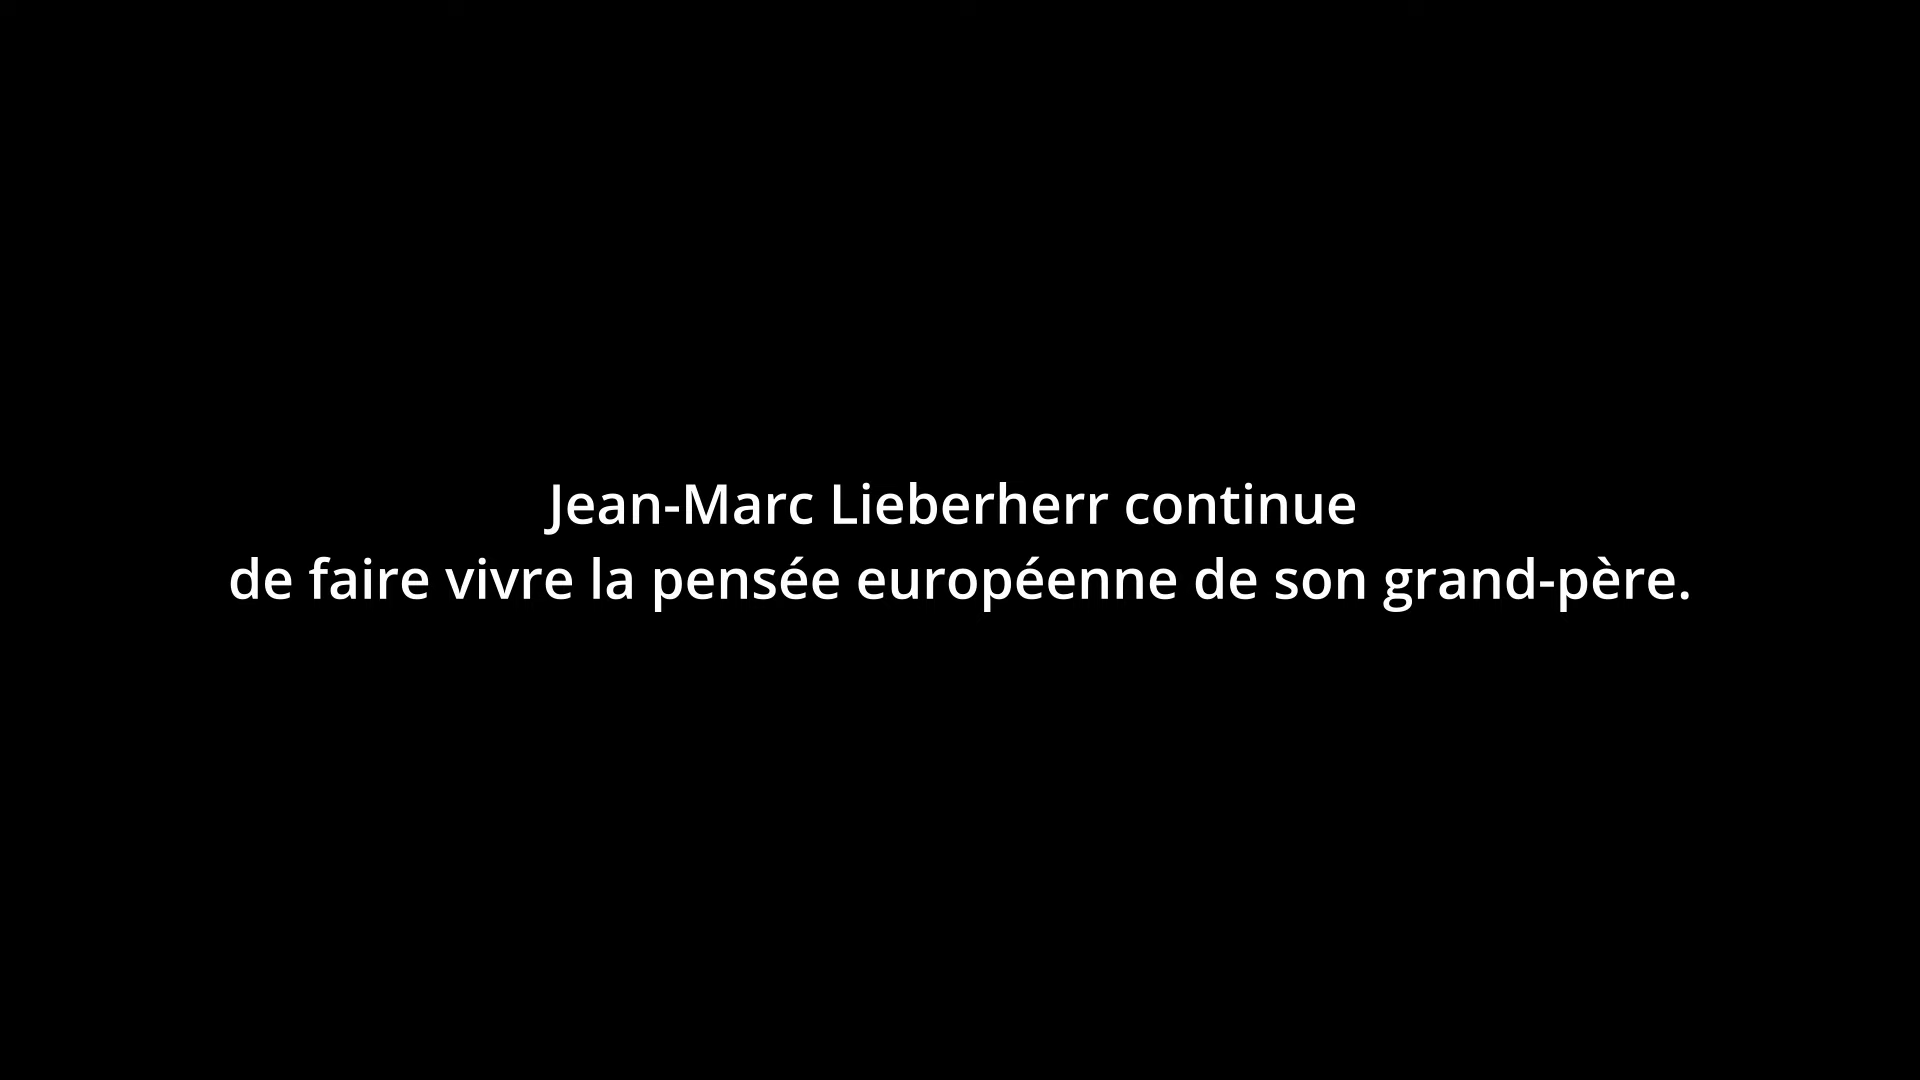 Jean-Marc Lieberherr continue
de faire vivre la pensée européenne de son grand-père.